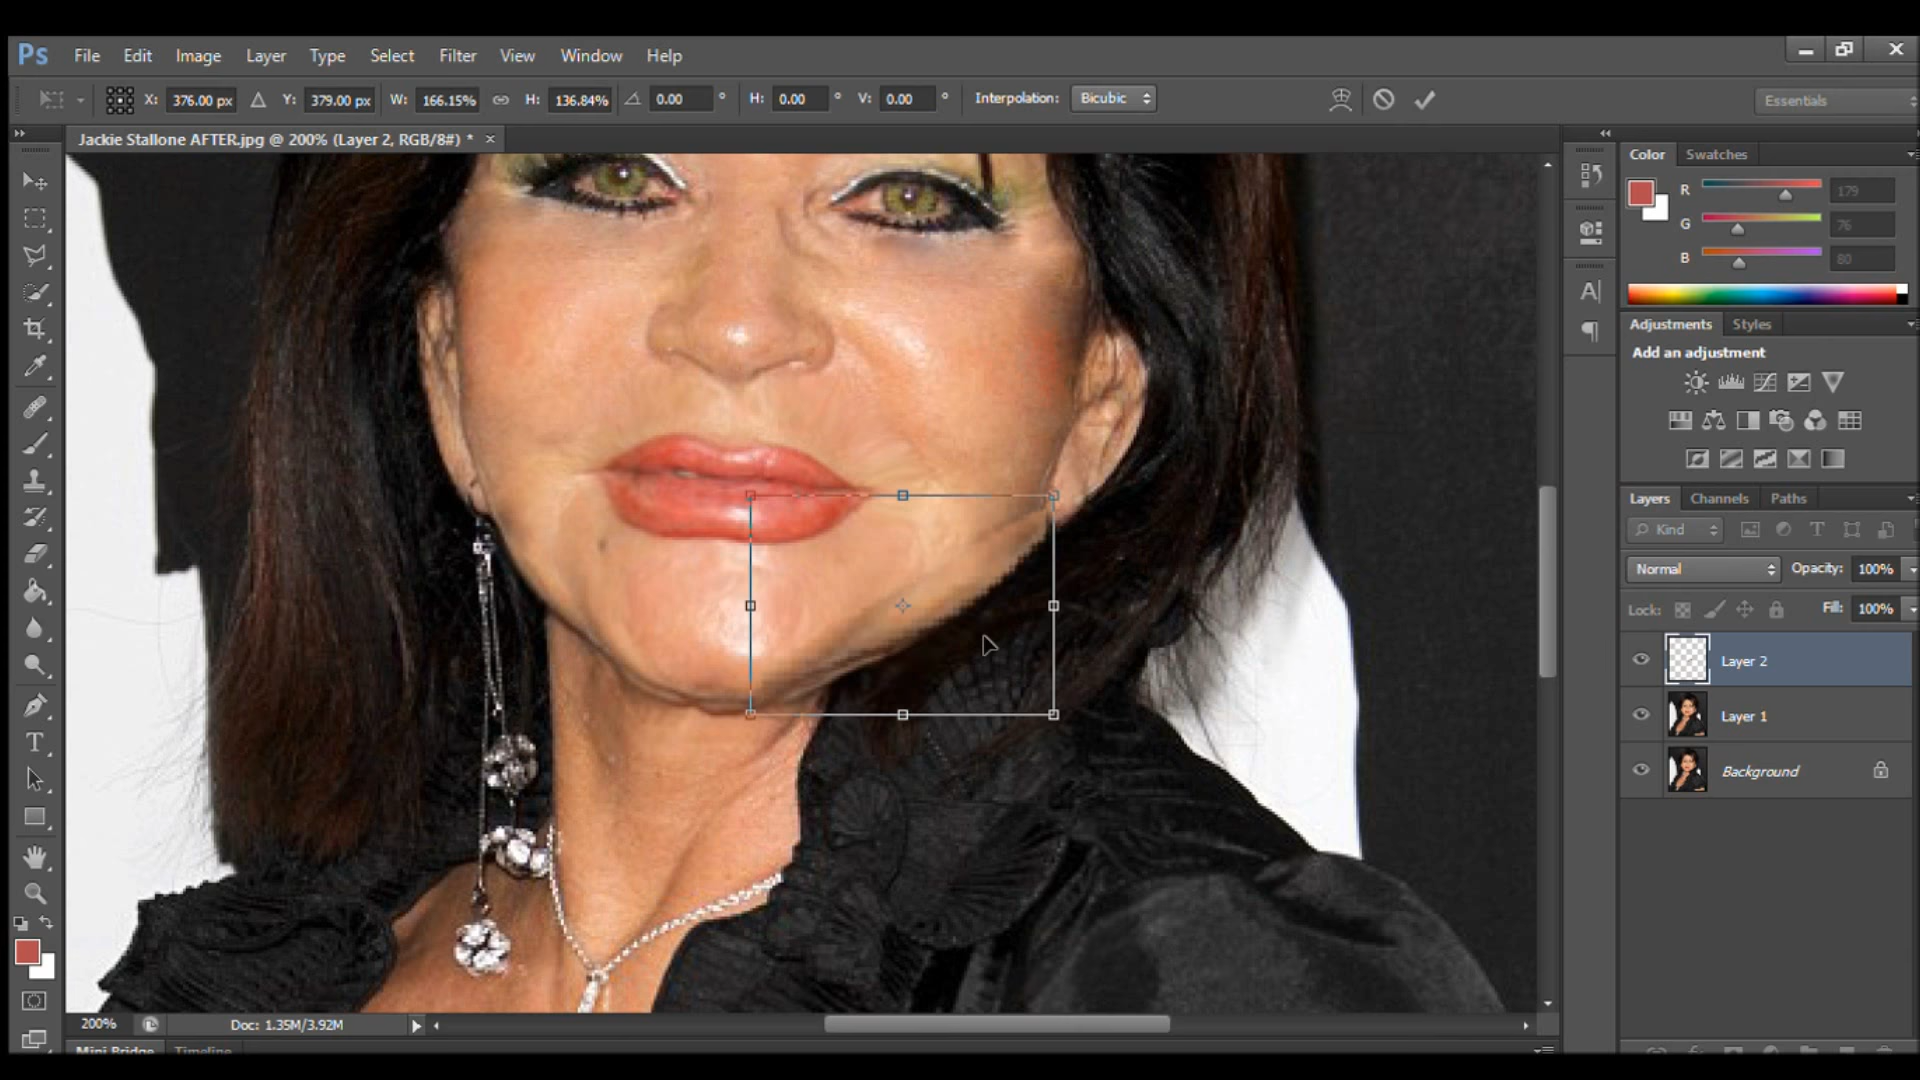 Ps File Edit Image Layer Type Select Filter View Window Help
X: 376.00 px Y: 379.00 px W: 166.15% H: 136.84% 0.00 ° H: 0.00 ° V: 0.00 ° Interpolation: Bicubic Essentials
Jackie Stallone AFTER.jpg @ 200% (Layer 2, RGB/8#) * ×
Color Swatches
R 179
G 76
B 80
Adjustments Styles
Add an adjustment
Layers Channels Paths
Kind
Normal Opacity: 100%
Lock: Fill: 100%
Layer 2
Layer 1
Background
200% Doc: 1.35M/3.92M
Mini Bridge Timeline